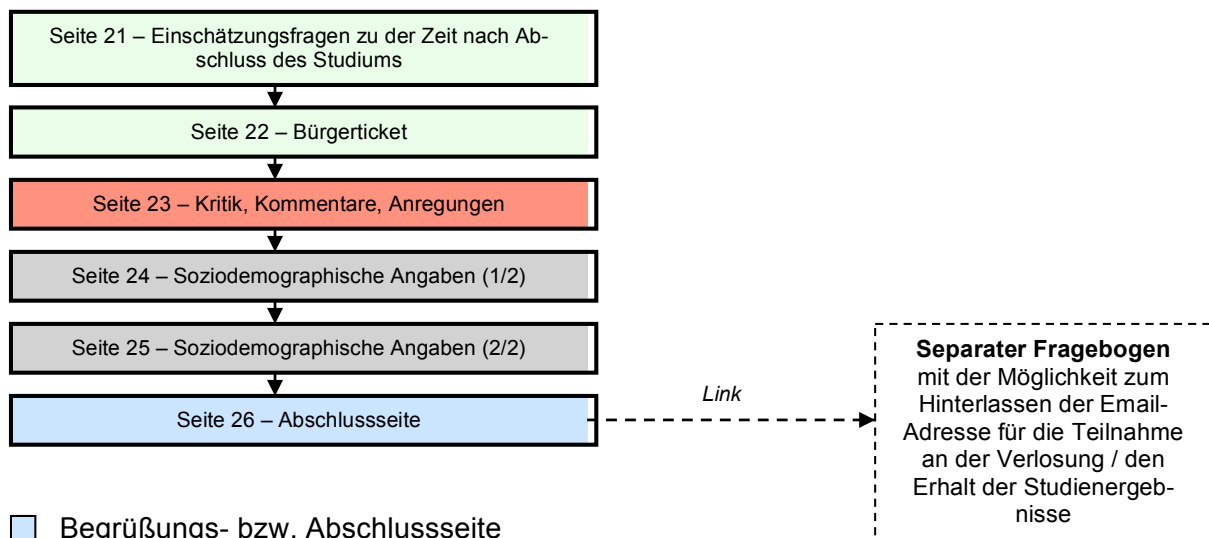 Seite 21 – Einschätzungsfragen zu der Zeit nach Ab-
schluss des Studiums
Seite 22 – Bürgerticket
Seite 23 – Kritik, Kommentare, Anregungen
Seite 24 – Soziodemographische Angaben (1/2)
Seite 25 – Soziodemographische Angaben (2/2)
Seite 26 – Abschlussseite
Link
Separater Fragebogen
mit der Möglichkeit zum
Hinterlassen der Email-
Adresse für die Teilnahme
an der Verlosung / den
Erhalt der Studienergeb-
nisse
Begrüßungs- bzw. Abschlussseite